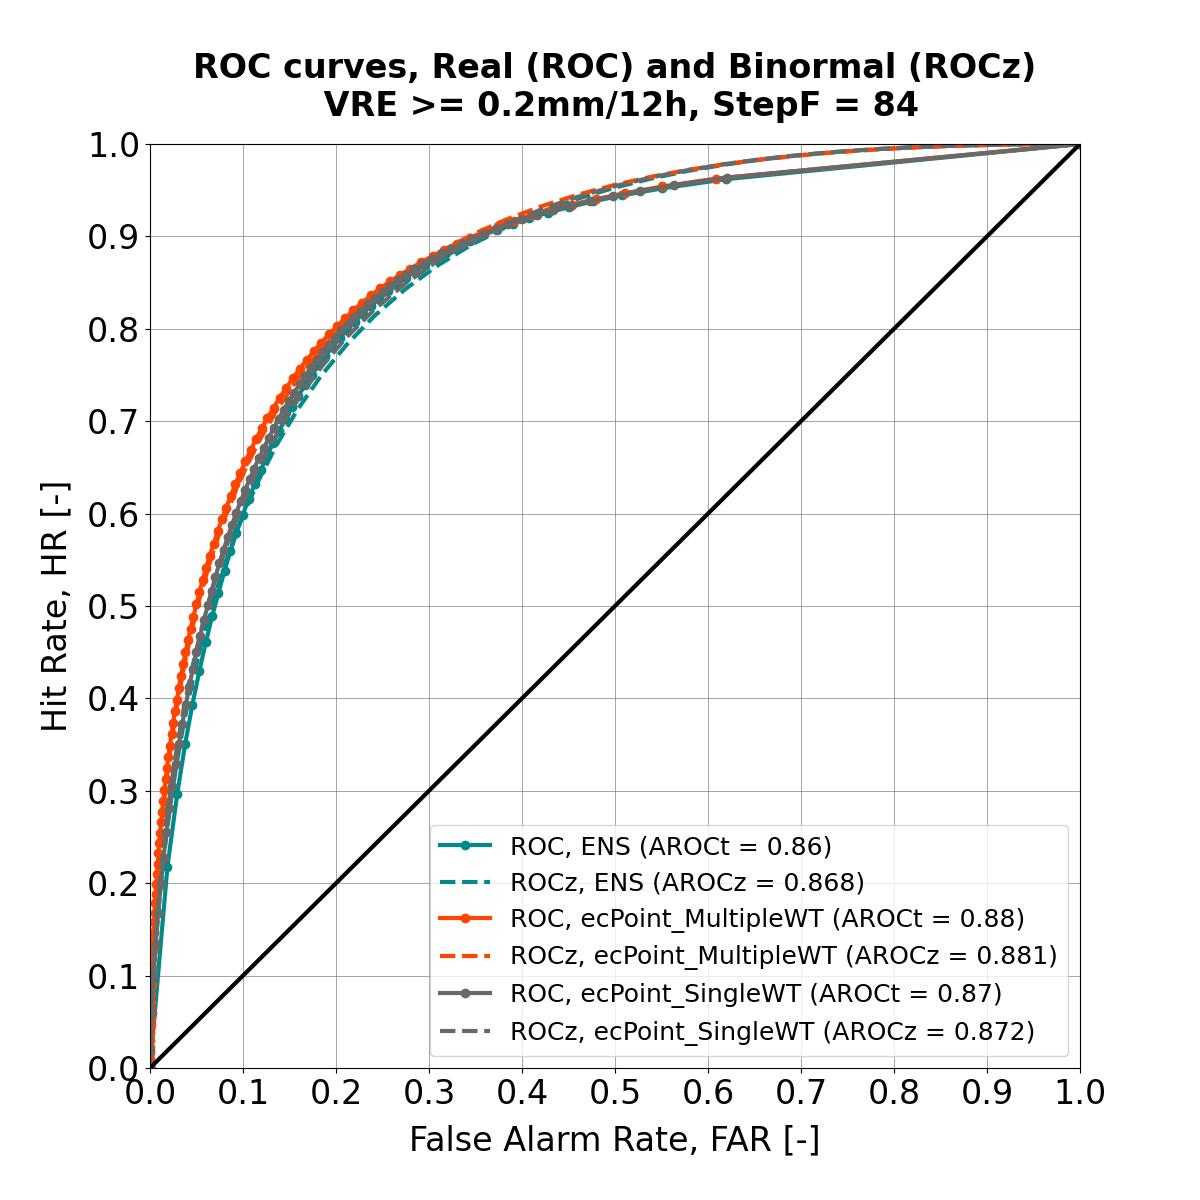 ROC curves, Real (ROC) and Binormal (ROCz)
VRE >= 0.2mm/12h, StepF = 84
1.0
0.9
0.8
0.7
0.6
0.5
0.4
0.3
0.2
0.1
0.0
Hit Rate, HR [-]
ROC, ENS (AROCt = 0.86)
ROCz, ENS (AROCz = 0.868)
ROC, ecPoint_MultipleWT (AROCt = 0.88)
ROCz, ecPoint_MultipleWT (AROCz = 0.881)
ROC, ecPoint_SingleWT (AROCt = 0.87)
ROCz, ecPoint_SingleWT (AROCz = 0.872)
0.0 0.1 0.2 0.3 0.4 0.5 0.6 0.7 0.8 0.9 1.0
False Alarm Rate, FAR [-]